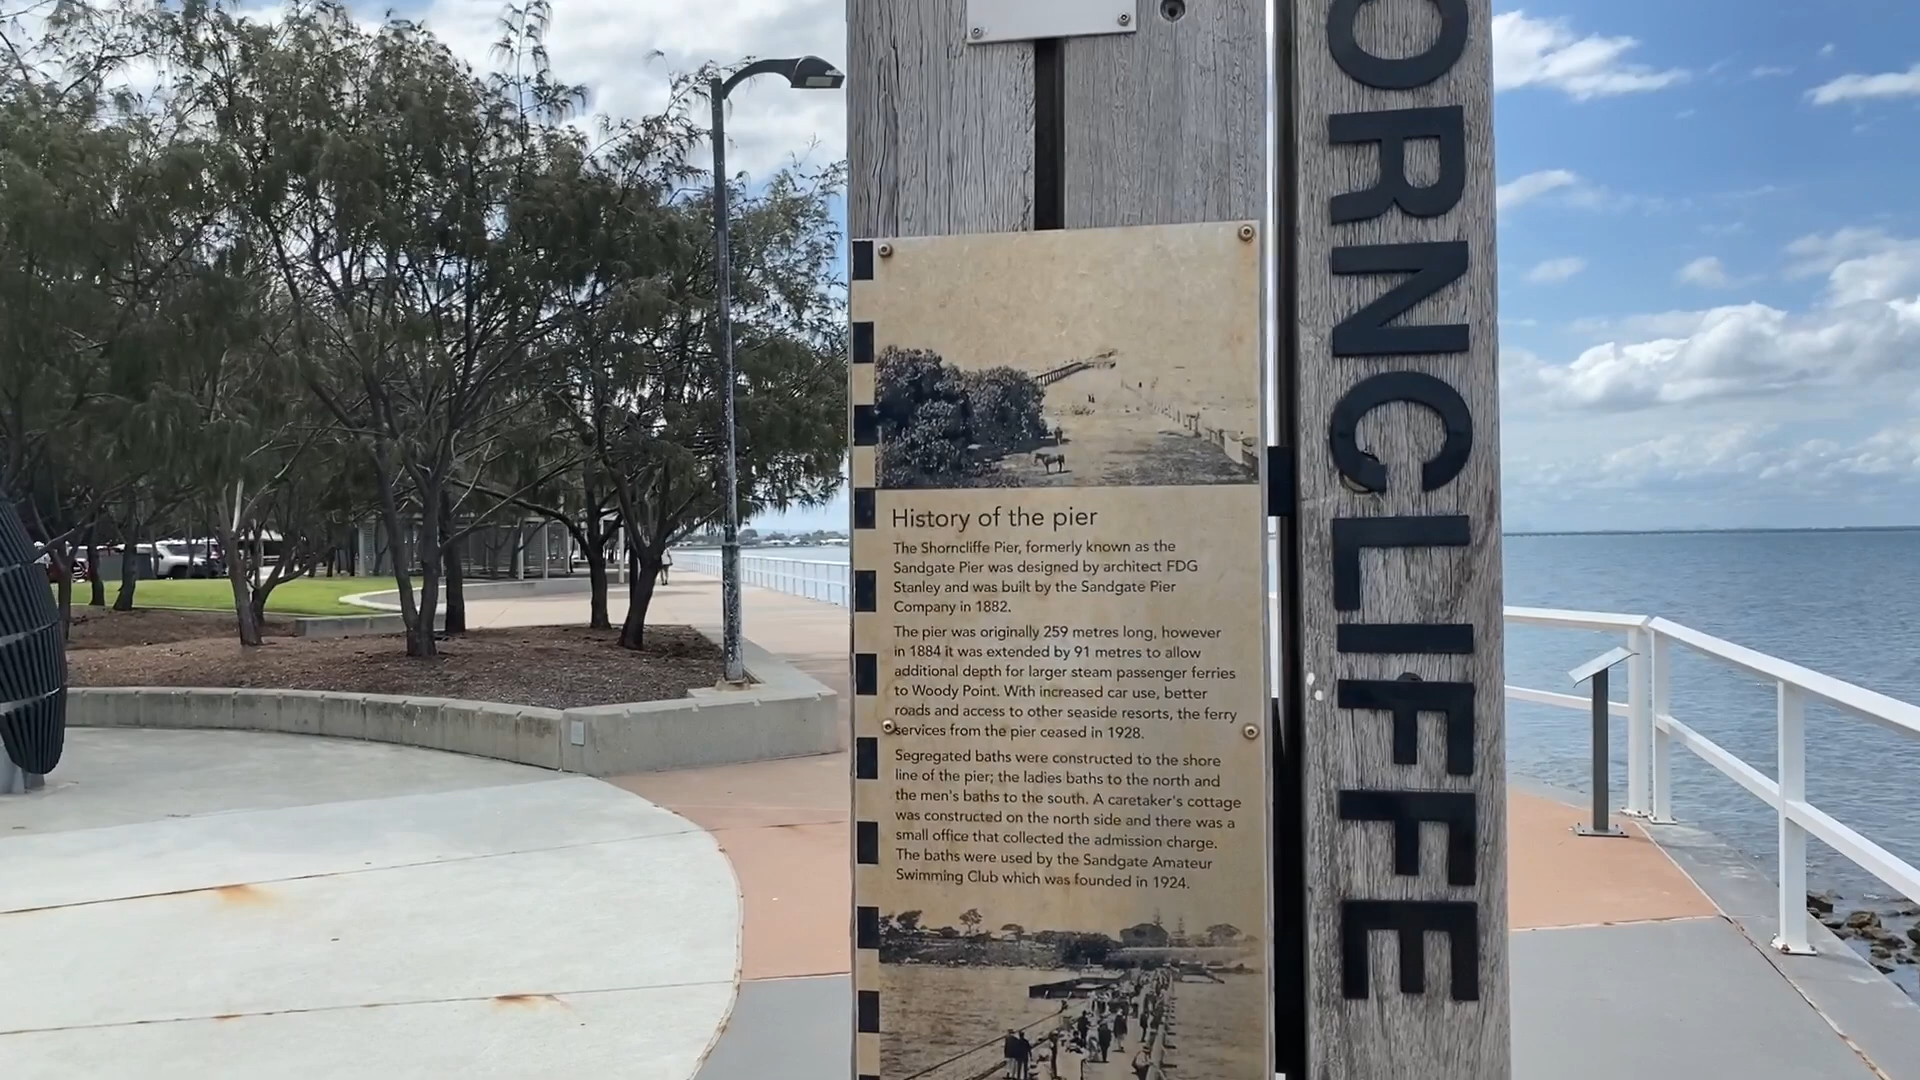 ORNCLIFFE
History of the pier
The Shorncliffe Pier, formerly known as the
Sandgate Pier was designed by architect FDG
Stanley and was built by the Sandgate Pier
Company in 1882.
The pier was originally 259 metres long, however
in 1884 it was extended by 91 metres to allow
additional depth for larger steam passenger ferries
to Woody Point. With increased car use, better
roads and access to other seaside resorts, the ferry
services from the pier ceased in 1928.
Segregated baths were constructed to the shore
line of the pier; the ladies baths to the north and
the men's baths to the south. A caretaker's cottage
was constructed on the north side and there was a
small office that collected the admission charge.
The baths were used by the Sandgate Amateur
Swimming Club which was founded in 1924.